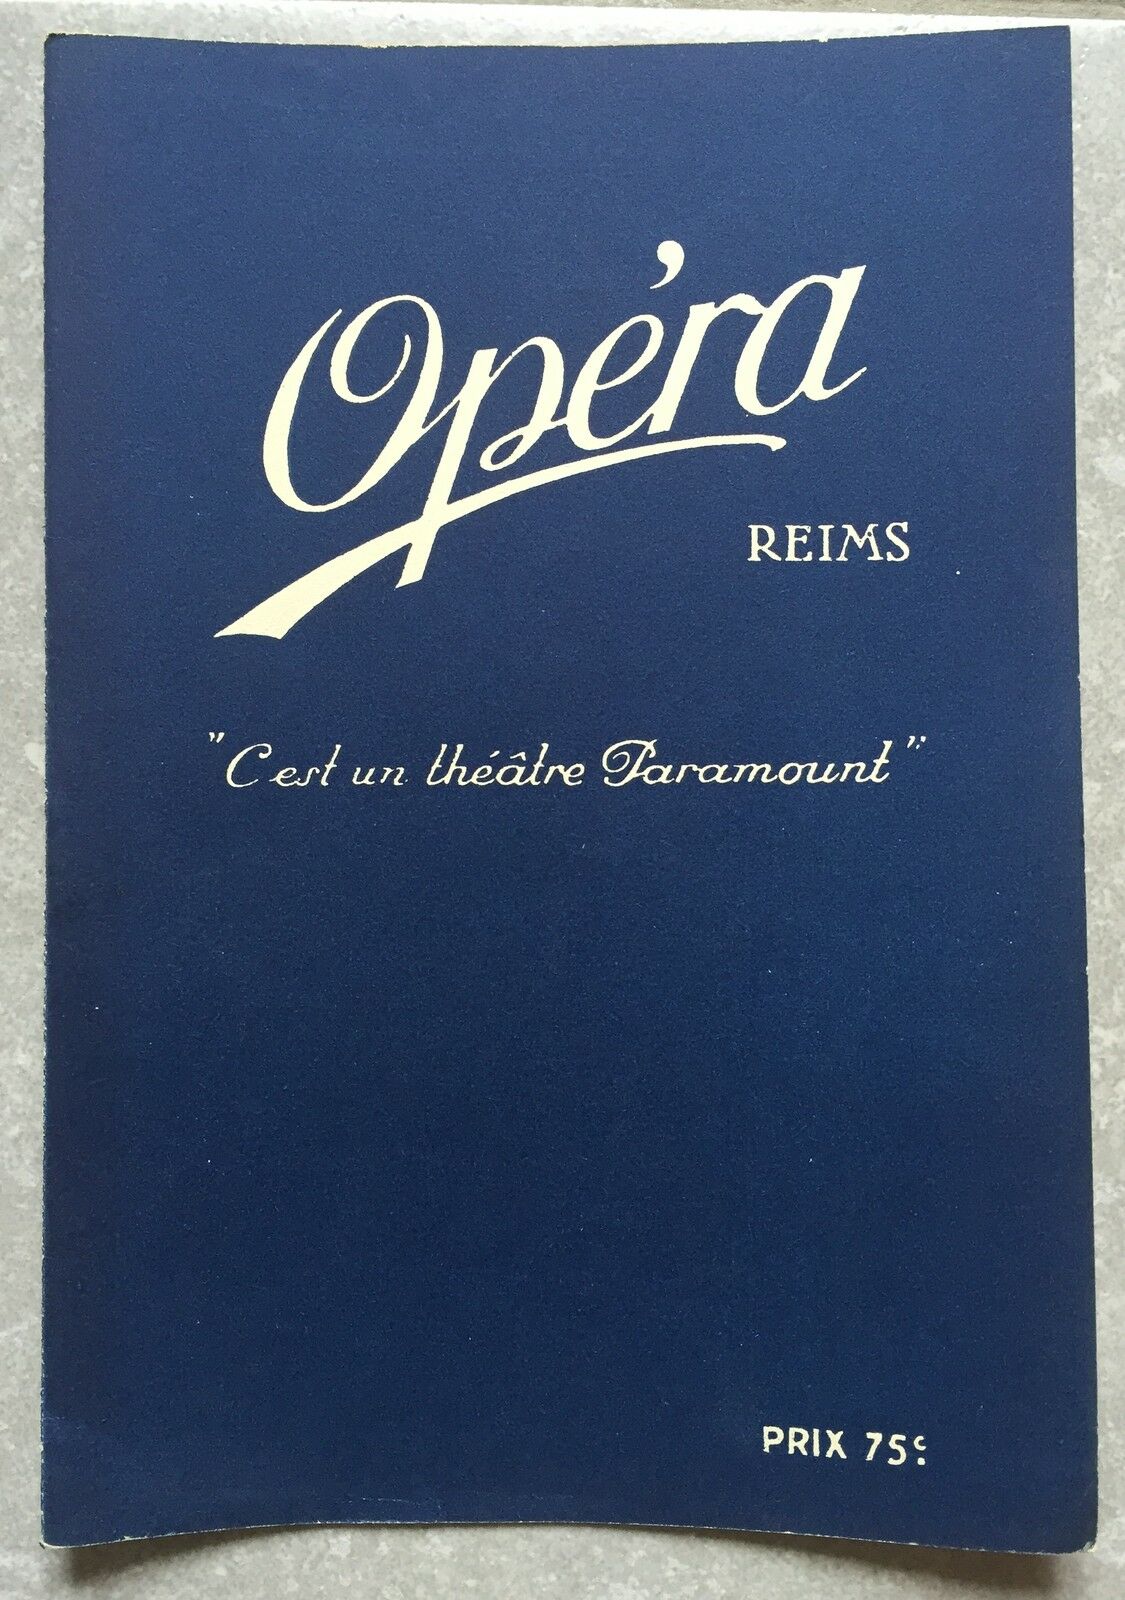 Opéra
REIMS
"C'est un théâtre Paramount"
PRIX 75c.